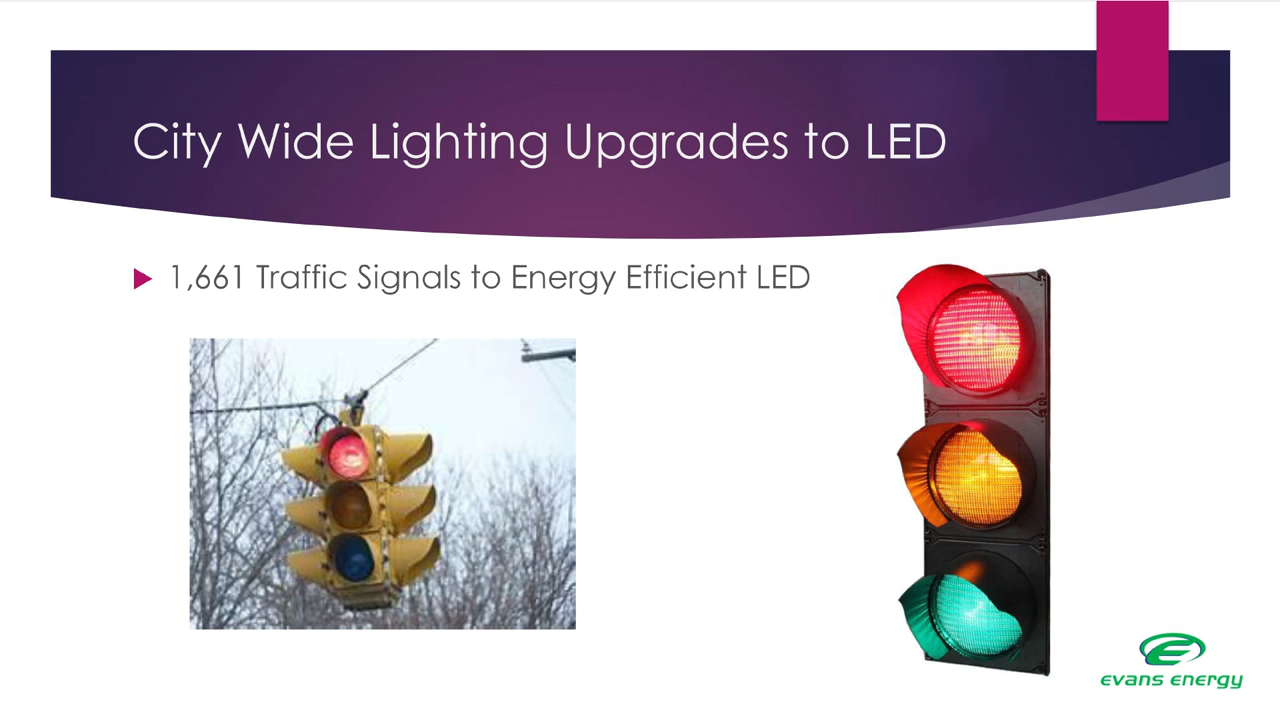 City Wide Lighting Upgrades to LED
1,661 Traffic Signals to Energy Efficient LED
evans energy